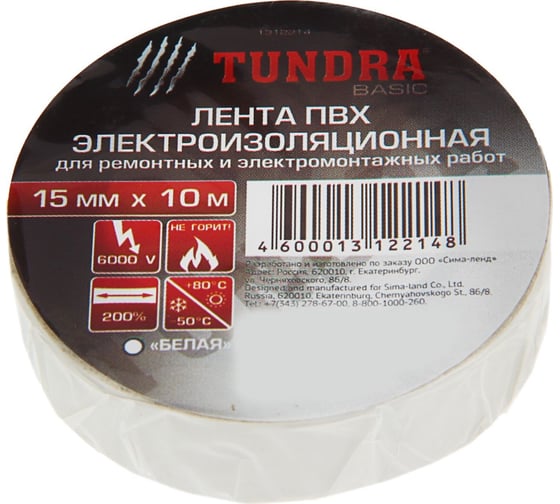 1312214
TUNDRA
BASIC
ЛЕНТА ПВХ
ЭЛЕКТРОИЗОЛЯЦИОННАЯ
для ремонтных и электромонтажных работ
15 мм х 10 м
6000 V
НЕ ГОРИТ!
200%
+80°C
-50°C
«БЕЛАЯ»
4 600013 122148
Разработано и изготовлено по заказу ООО «Сима-ленд»
Адрес: Россия, 620010, г. Екатеринбург,
ул. Черняховского, 86/8.
Designed and manufactured for Sima-land Co., Ltd.
Russia, 620010, Ekaterinburg, Chernyahovskogo St., 86/8.
Tel.: +7(343) 278-67-00, 8-800-1000-260.